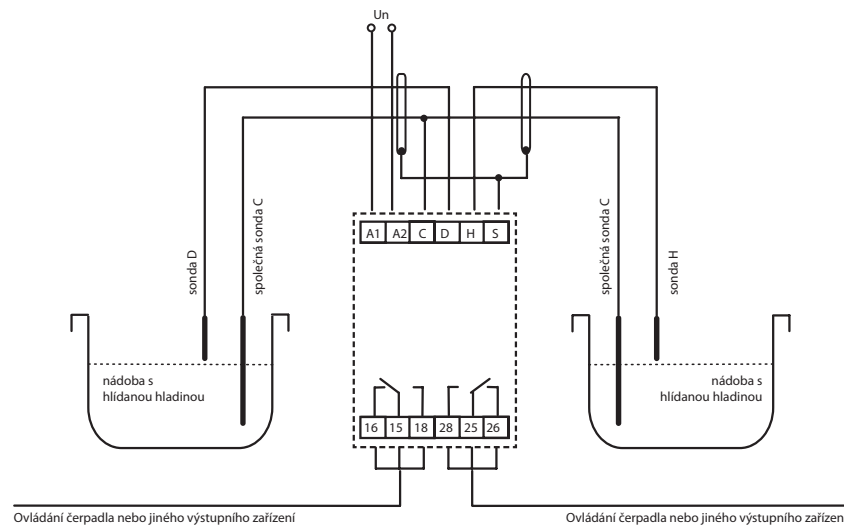 Un
A1 A2 C D H S
sonda D
společná sonda C
společná sonda C
sonda H
nádoba s
hlídanou hladinou
nádoba s
hlídanou hladinou
16 15 18 28 25 26
Ovládání čerpadla nebo jiného výstupního zařízení
Ovládání čerpadla nebo jiného výstupního zařízen